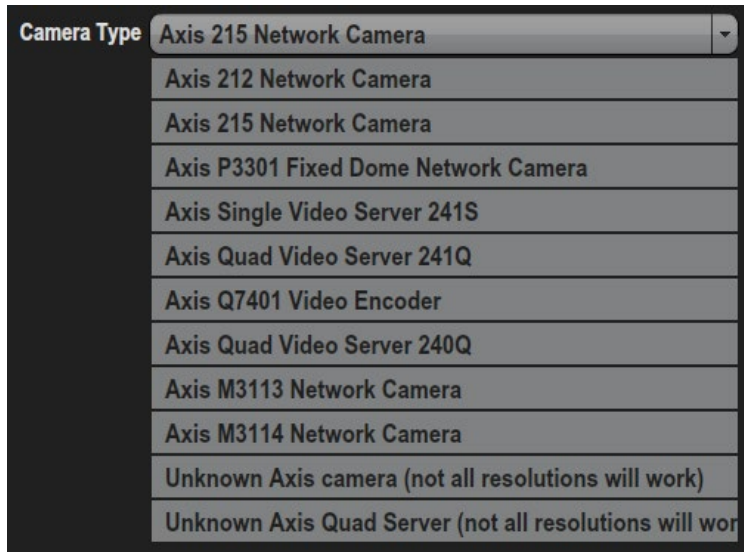 Camera Type Axis 215 Network Camera
Axis 212 Network Camera
Axis 215 Network Camera
Axis P3301 Fixed Dome Network Camera
Axis Single Video Server 241S
Axis Quad Video Server 241Q
Axis Q7401 Video Encoder
Axis Quad Video Server 240Q
Axis M3113 Network Camera
Axis M3114 Network Camera
Unknown Axis camera (not all resolutions will work)
Unknown Axis Quad Server (not all resolutions will wor